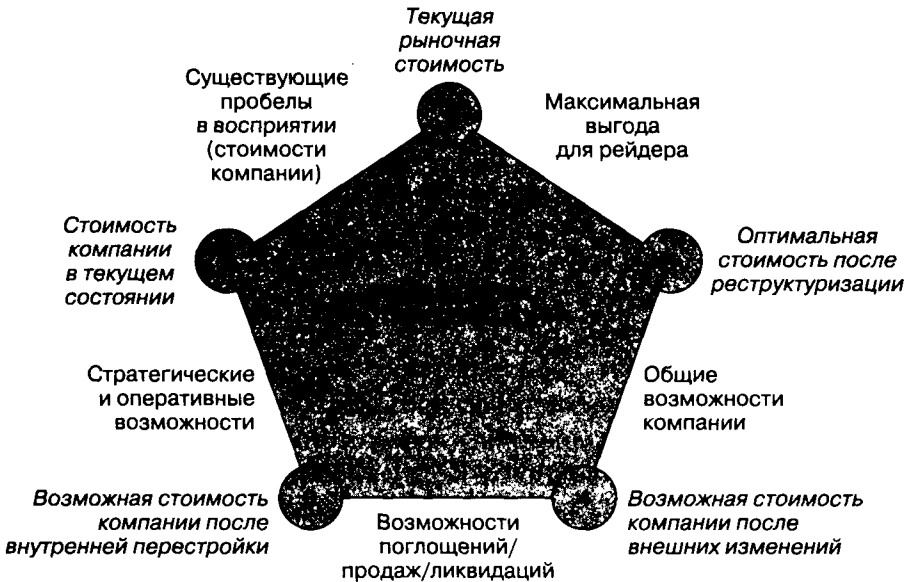 Текущая
рыночная
стоимость
Существующие
пробелы
в восприятии
(стоимости
компании)
Максимальная
выгода
для рейдера
Стоимость
компании
в текущем
состоянии
Оптимальная
стоимость после
реструктуризации
Стратегические
и оперативные
возможности
Общие
возможности
компании
Возможная стоимость
компании после
внутренней перестройки
Возможности
поглощений/
продаж/ликвидаций
Возможная стоимость
компании после
внешних изменений